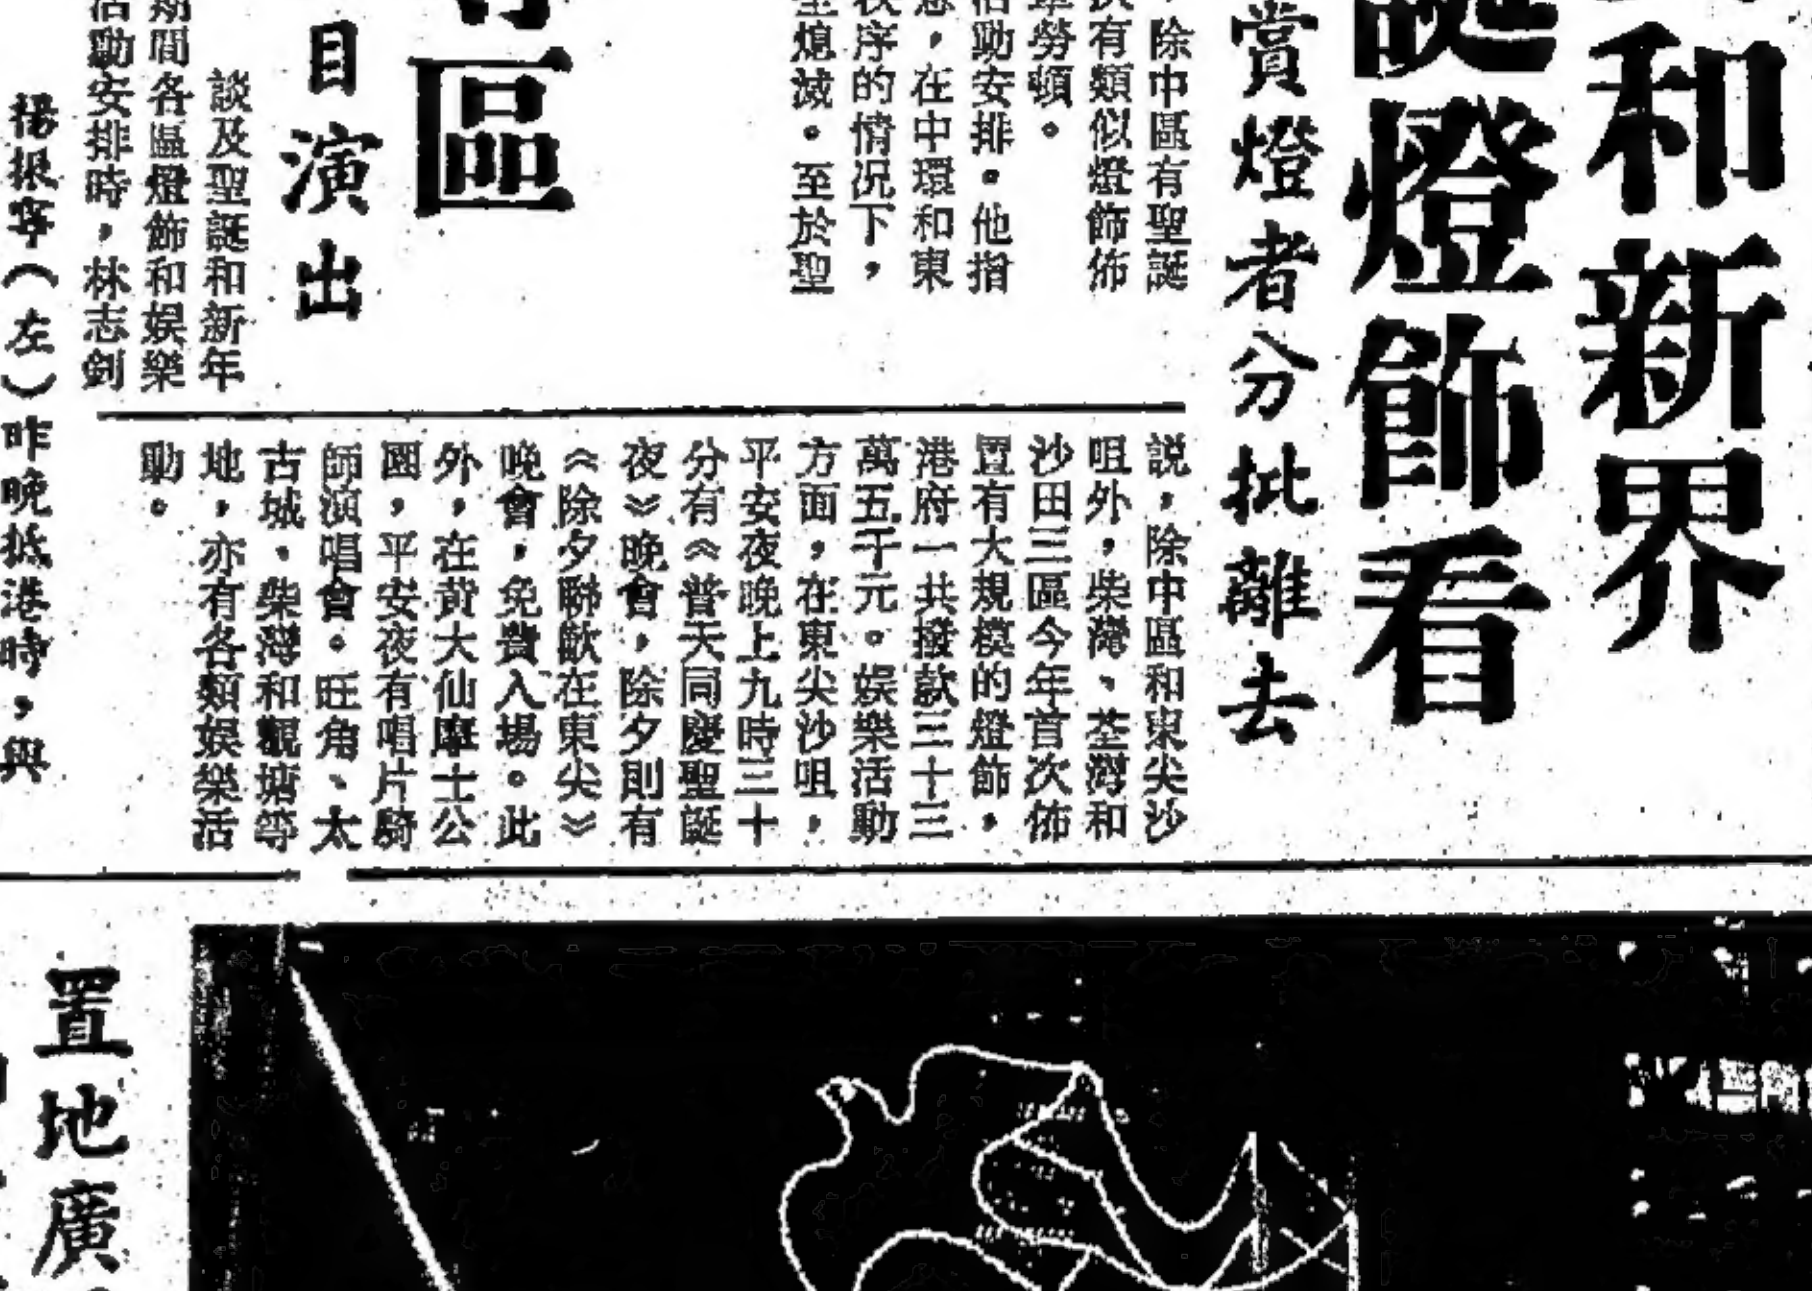 和新界
誕燈飾看
賞燈者分批離去
，除中區有聖誕
有類似燈飾佈
勞頓。
活動安排。他指
，在中環和東
秩序的情況下，
熄滅。至於聖
區
目演出
談及聖誕和新年
期間各區燈飾和娛樂
活動安排時，林志釗
説，除中區和東尖沙
咀外，柴灣、荃灣和
沙田三區今年首次佈
置有大規模的燈飾，
港府一共撥款三十三
萬五千元。娛樂活動
方面，在東尖沙咀，
平安夜晚上九時三十
分有《普天同慶聖誕
夜》晚會，除夕則有
《除夕聯歡在東尖》
晚會，免費入場。此
外，在黃大仙摩士公
園，平安夜有唱片騎
師演唱會。旺角、太
古城、柴灣和觀塘等
地，亦有各類娛樂活
動。
楊振寧（左）昨晚抵港時，與
置地廣